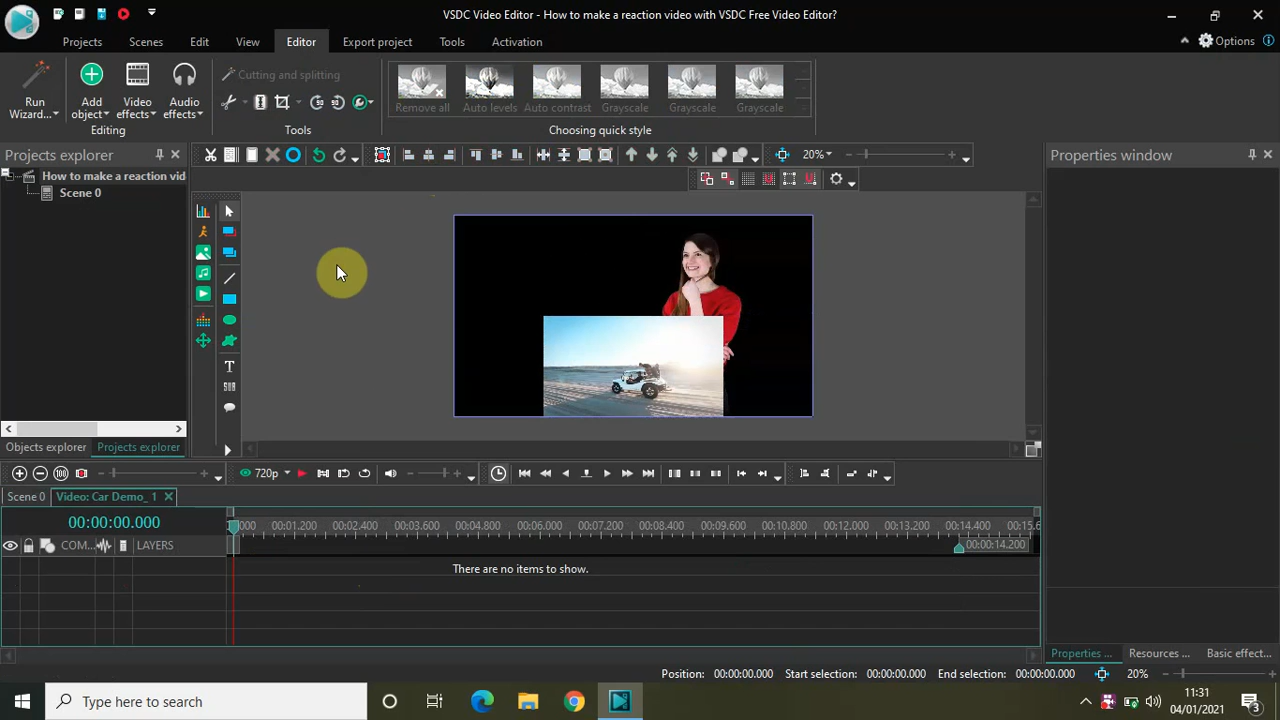 VSDC Video Editor - How to make a reaction video with VSDC Free Video Editor?
Projects Scenes Edit View Editor Export project Tools Activation Options
Run Wizard...
Add object
Video effects
Audio effects
Editing
Cutting and splitting
Tools
Remove all Auto levels Auto contrast Grayscale Grayscale Grayscale
Choosing quick style
Projects explorer
20%
Properties window
How to make a reaction vid
Scene 0
T
SUB
Objects explorer Projects explorer
720p
Scene 0 Video: Car Demo_ 1
00:00:00.000
:000 00:01.200 00:02.400 00:03.600 00:04.800 00:06.000 00:07.200 00:08.400 00:09.600 00:10.800 00:12.000 00:13.200 00:14.400 00:15.6
COM... LAYERS
00:00:14.200
There are no items to show.
Properties ... Resources ... Basic effect...
Position: 00:00:00.000 Start selection: 00:00:00.000 End selection: 00:00:00.000 20%
Type here to search
11:31
04/01/2021
3